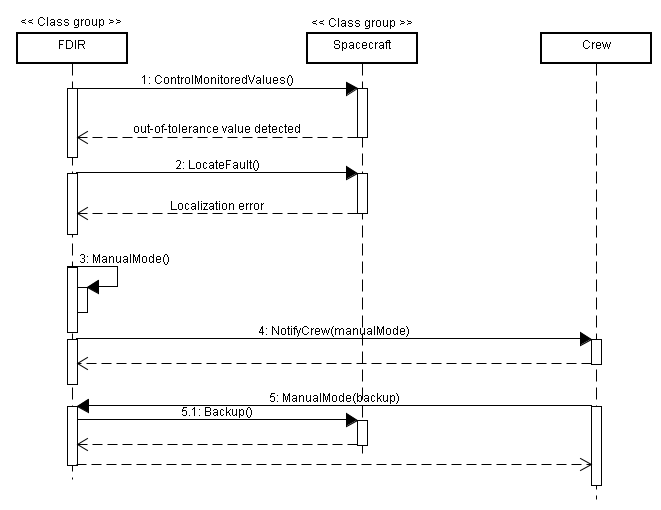 << Class group >>
<< Class group >>
FDIR
Spacecraft
Crew
1: ControlMonitoredValues()
out-of-tolerance value detected
2: LocateFault()
Localization error
3: ManualMode()
4: NotifyCrew(manualMode)
5: ManualMode(backup)
5.1: Backup()